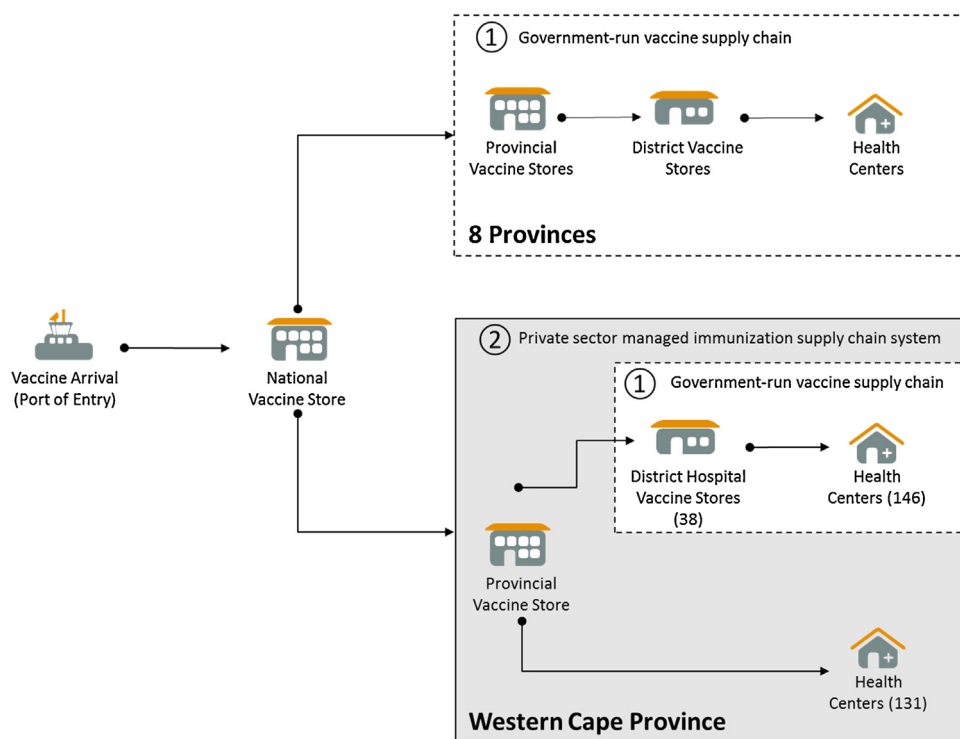 1 Government-run vaccine supply chain
Provincial
Vaccine Stores
District Vaccine
Stores
Health
Centers
8 Provinces
Vaccine Arrival
(Port of Entry)
National
Vaccine Store
2 Private sector managed immunization supply chain system
1 Government-run vaccine supply chain
District Hospital
Vaccine Stores
(38)
Health
Centers (146)
Provincial
Vaccine Store
Health
Centers (131)
Western Cape Province